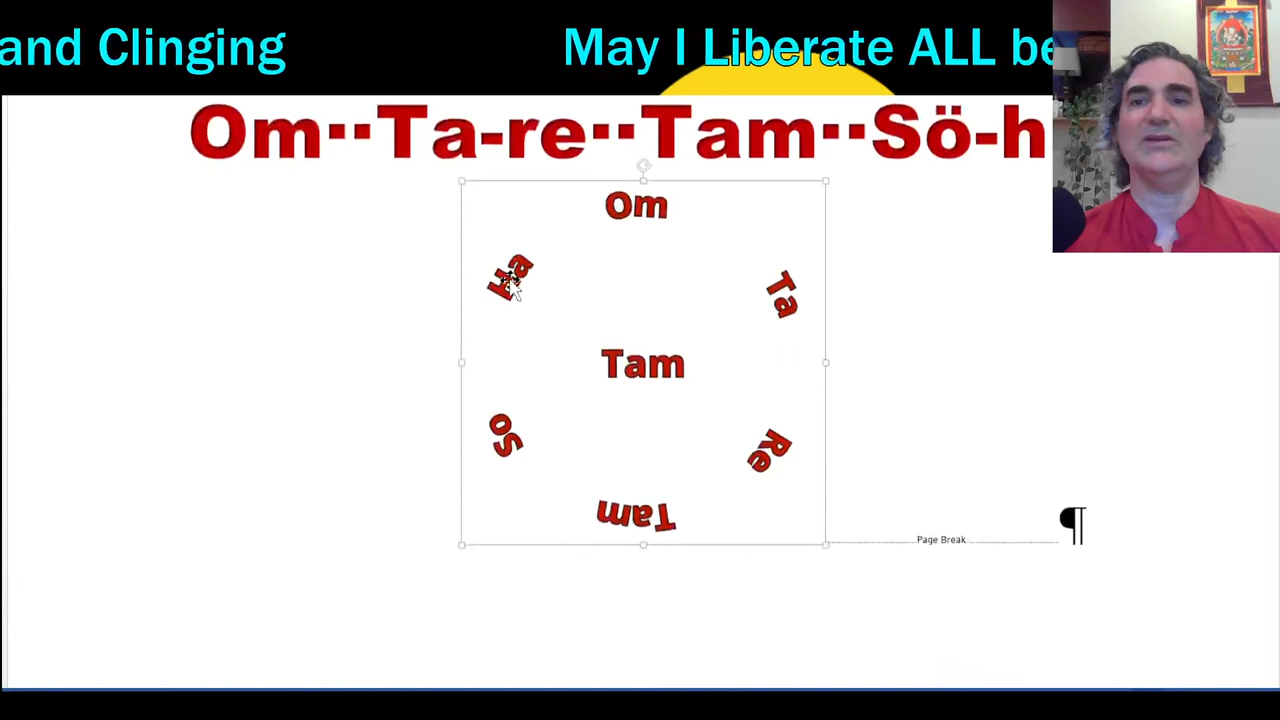 and Clinging May I Liberate ALL be
Om··Ta-re··Tam··Sö-h
Om
Ha
Ta
Tam
So
Re
Tam
Page Break ¶